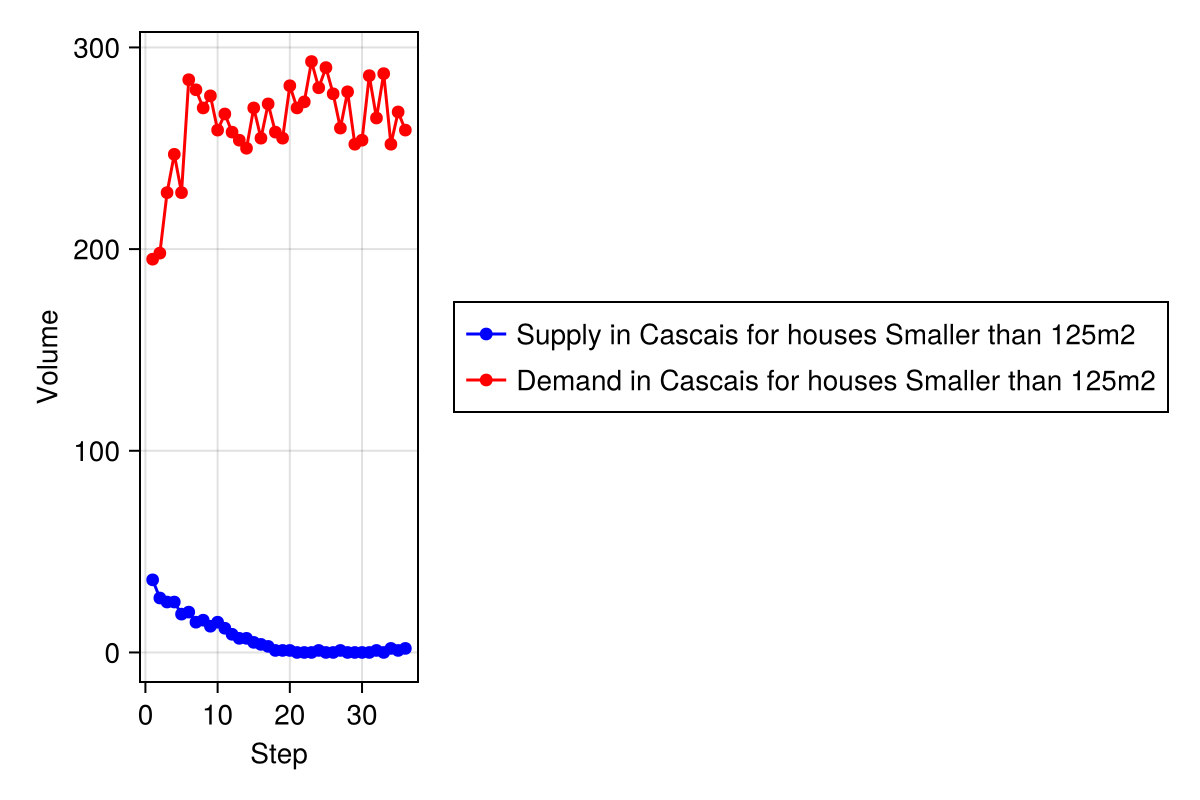 300
200
100
0
Volume
0 10 20 30
Step
Supply in Cascais for houses Smaller than 125m2
Demand in Cascais for houses Smaller than 125m2